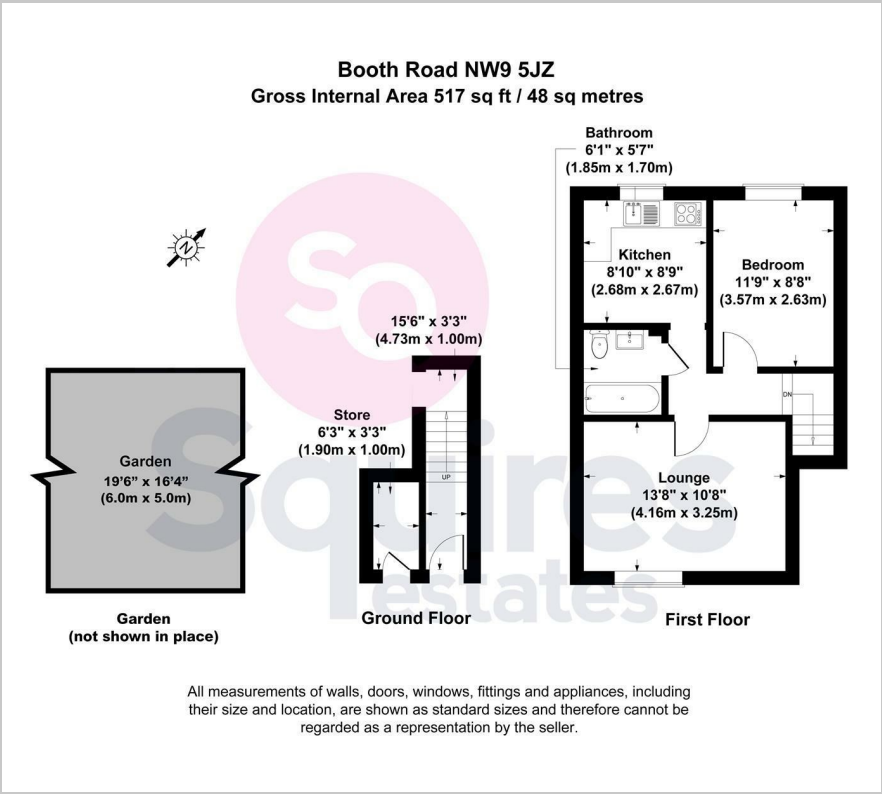 Booth Road NW9 5JZ
Gross Internal Area 517 sq ft / 48 sq metres
Bathroom
6'1" x 5'7"
(1.85m x 1.70m)
N
SQ
Kitchen
8'10" x 8'9"
(2.68m x 2.67m)
Bedroom
11'9" x 8'8"
(3.57m x 2.63m)
15'6" x 3'3"
(4.73m x 1.00m)
DN
Store
6'3" x 3'3"
(1.90m x 1.00m)
UP
Garden
19'6" x 16'4"
(6.0m x 5.0m)
Lounge
13'8" x 10'8"
(4.16m x 3.25m)
Squires
estates
Garden
(not shown in place)
Ground Floor
First Floor
All measurements of walls, doors, windows, fittings and appliances, including
their size and location, are shown as standard sizes and therefore cannot be
regarded as a representation by the seller.